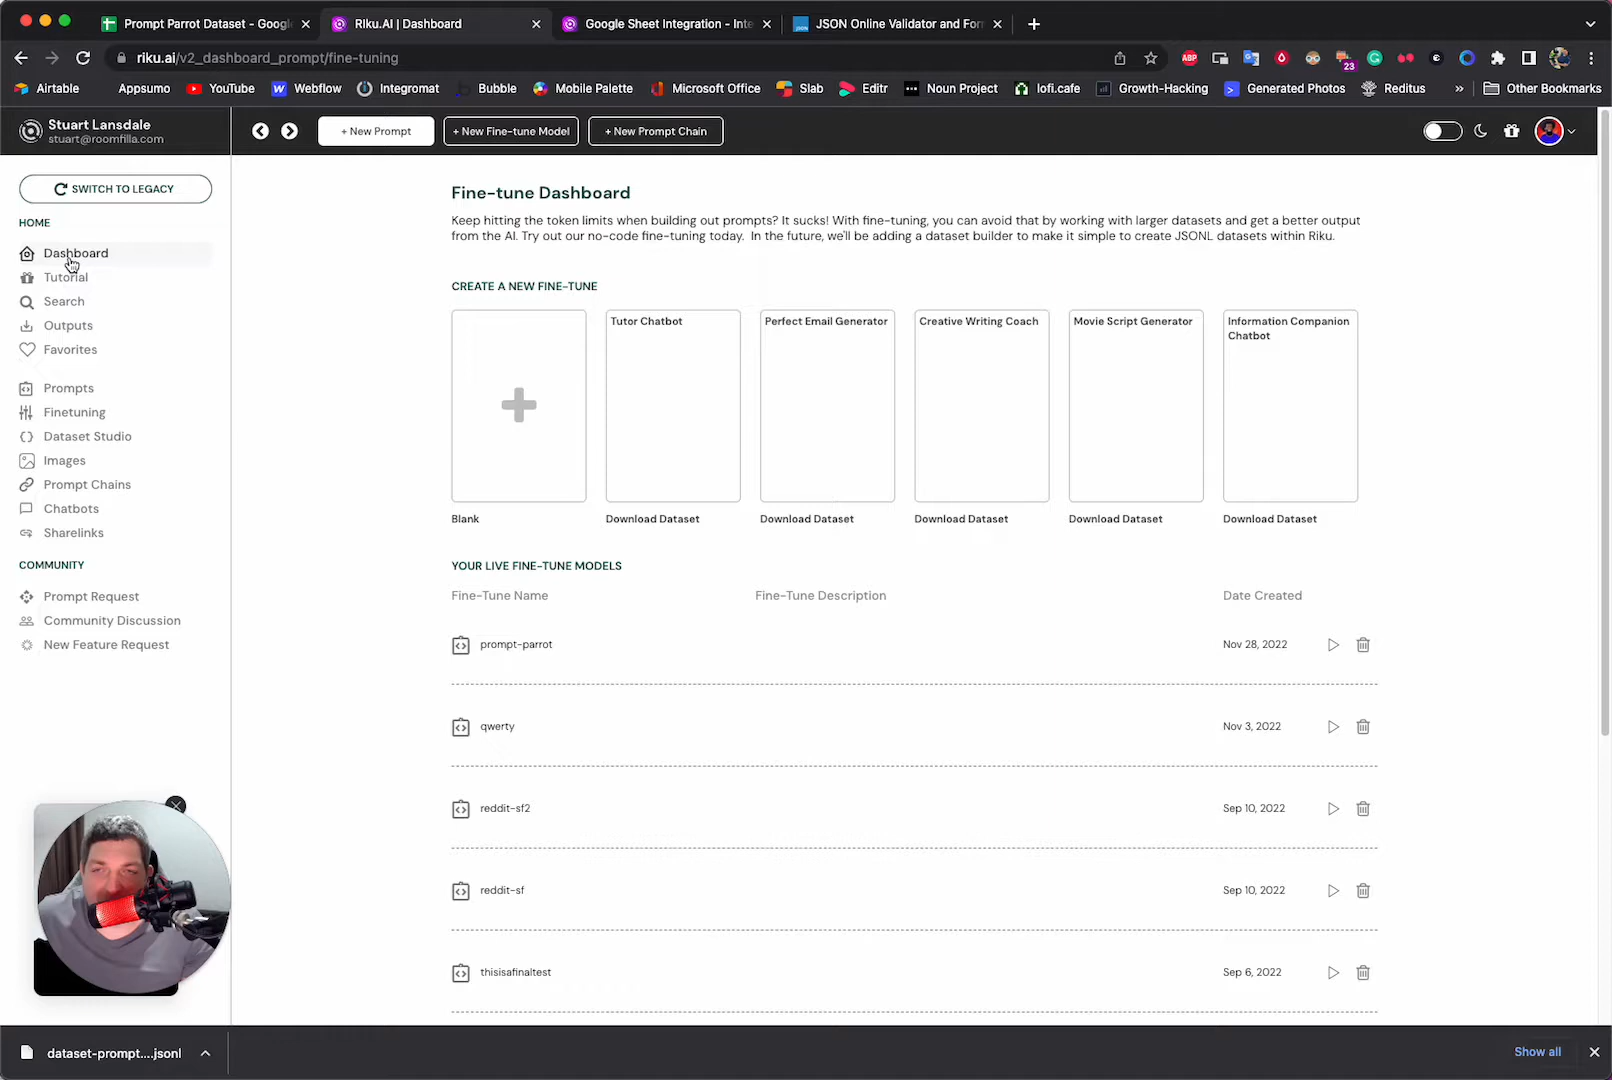 Prompt Parrot Dataset - Google
Riku.AI | Dashboard
Google Sheet Integration - Inte
JSON Online Validator and For
riku.ai/v2_dashboard_prompt/fine-tuning
23
Airtable
Appsumo
YouTube
Webflow
Integromat
Bubble
Mobile Palette
Microsoft Office
Slab
Editr
Noun Project
lofi.cafe
Growth-Hacking
Generated Photos
Reditus
Other Bookmarks
Stuart Lansdale
stuart@roomfilla.com
+ New Prompt
+ New Fine-tune Model
+ New Prompt Chain
SWITCH TO LEGACY
HOME
Dashboard
Tutorial
Search
Outputs
Favorites
Prompts
Finetuning
Dataset Studio
Images
Prompt Chains
Chatbots
Sharelinks
COMMUNITY
Prompt Request
Community Discussion
New Feature Request
Fine-tune Dashboard
Keep hitting the token limits when building out prompts? It sucks! With fine-tuning, you can avoid that by working with larger datasets and get a better output
from the AI. Try out our no-code fine-tuning today. In the future, we'll be adding a dataset builder to make it simple to create JSONL datasets within Riku.
CREATE A NEW FINE-TUNE
Tutor Chatbot
Perfect Email Generator
Creative Writing Coach
Movie Script Generator
Information Companion
Chatbot
Blank
Download Dataset
Download Dataset
Download Dataset
Download Dataset
Download Dataset
YOUR LIVE FINE-TUNE MODELS
Fine-Tune Name
Fine-Tune Description
Date Created
prompt-parrot
Nov 28, 2022
qwerty
Nov 3, 2022
reddit-sf2
Sep 10, 2022
reddit-sf
Sep 10, 2022
thisisafinaltest
Sep 6, 2022
dataset-prompt....jsonl
Show all